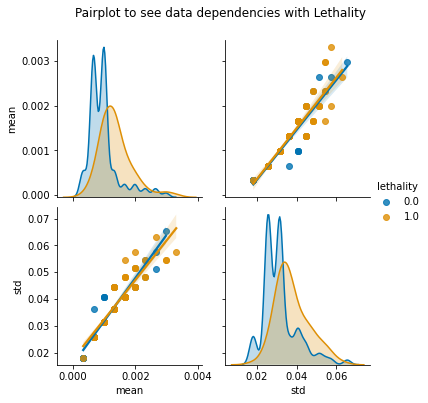 Pairplot to see data dependencies with Lethality
0.003
0.002
0.001
0.000
mean
lethality
0.0
1.0
0.07
0.06
0.05
0.04
0.03
0.02
std
0.000 0.002 0.004
mean
0.02 0.04 0.06
std